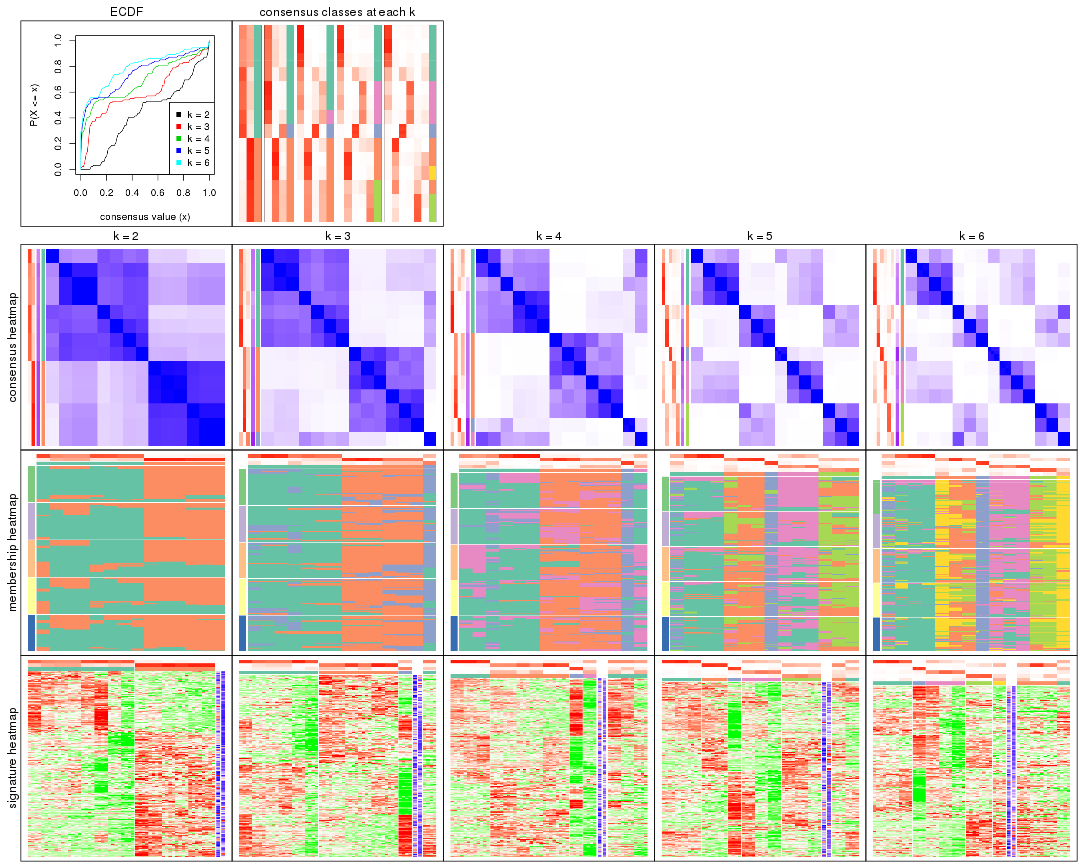 ECDF
consensus classes at each k
P(X <= x)
0.0 0.2 0.4 0.6 0.8 1.0
k = 2
k = 3
k = 4
k = 5
k = 6
0.0 0.2 0.4 0.6 0.8 1.0
consensus value (x)
k = 2
k = 3
k = 4
k = 5
k = 6
consensus heatmap
membership heatmap
signature heatmap